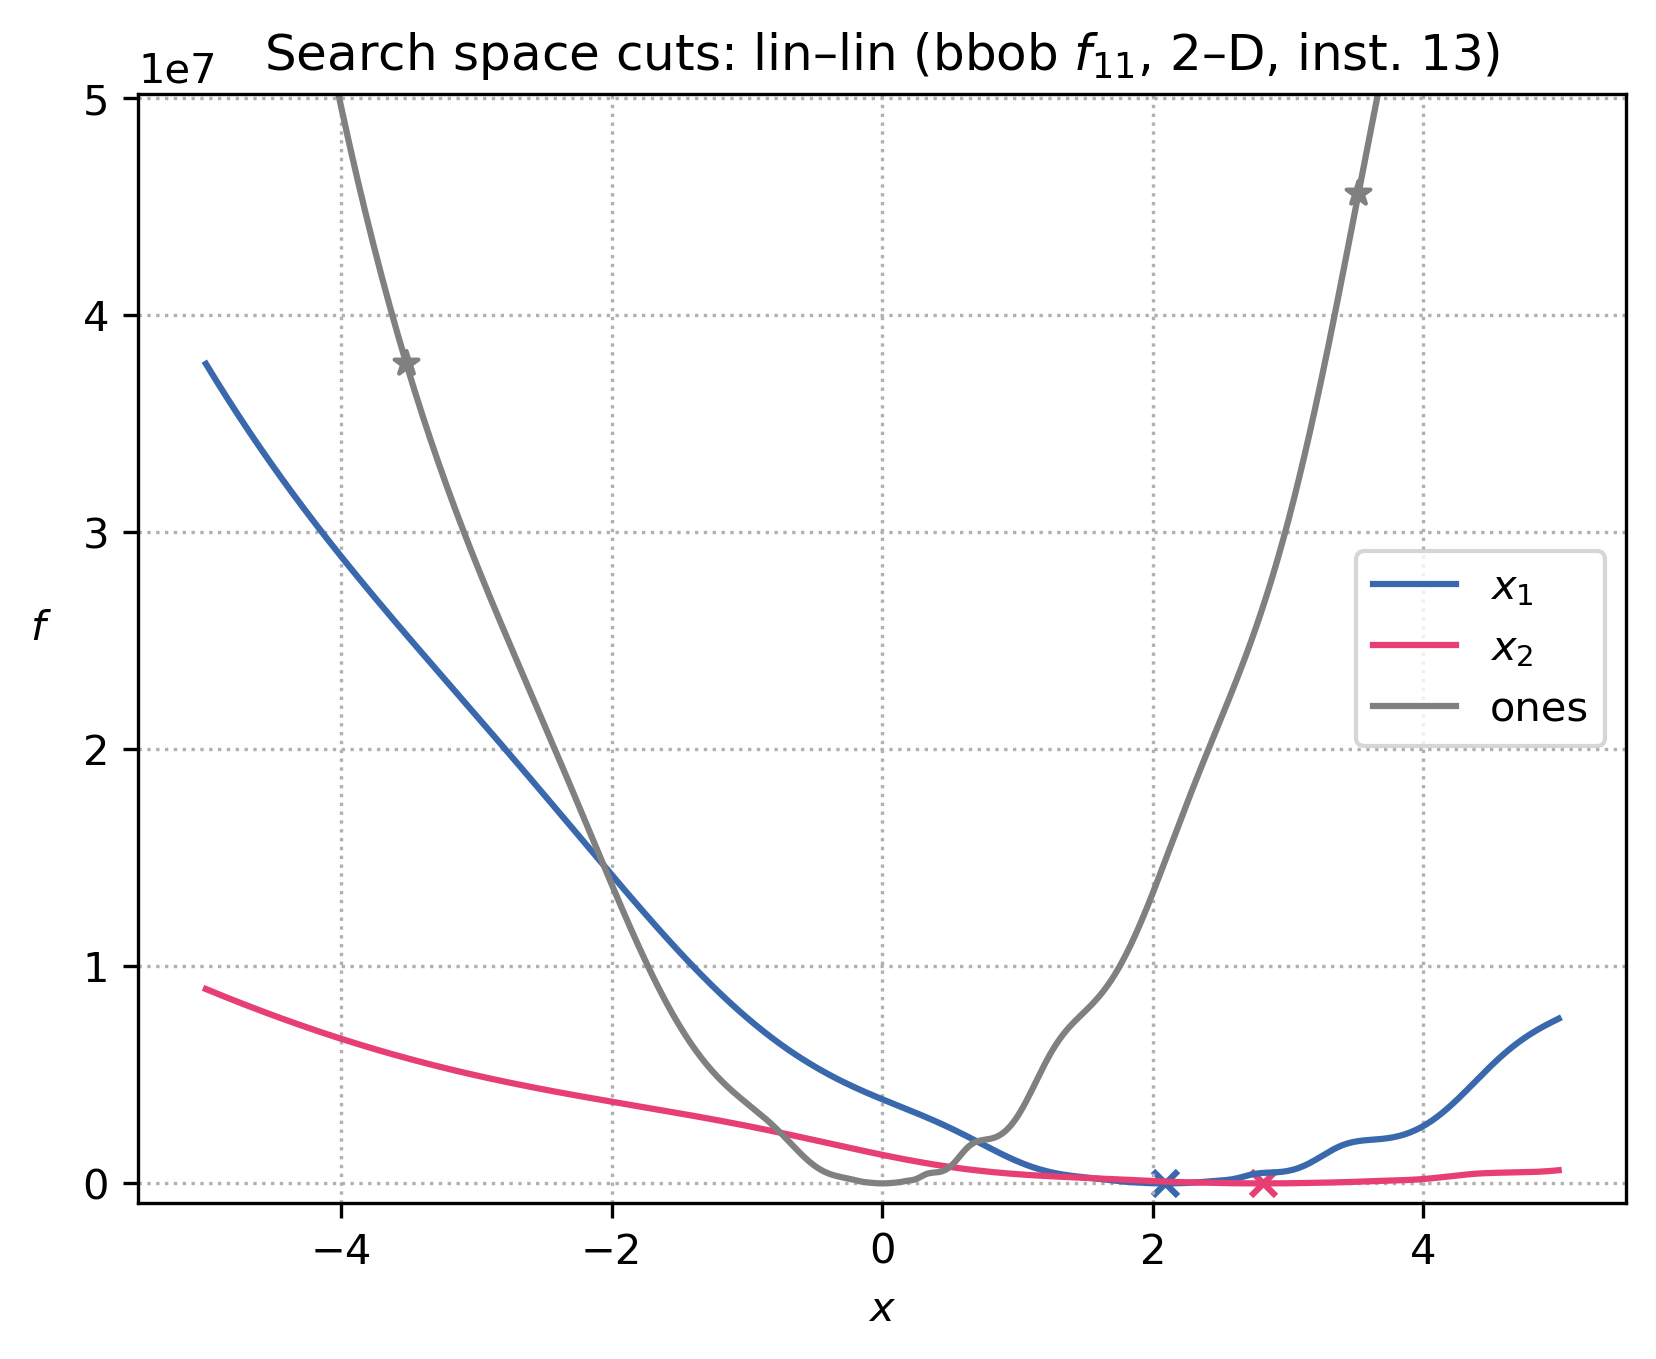 Search space cuts: lin–lin (bbob f₁₁, 2–D, inst. 13)
1e7
5
4
3
2
1
0
f
x₁
x₂
ones
−4
−2
0
2
4
x